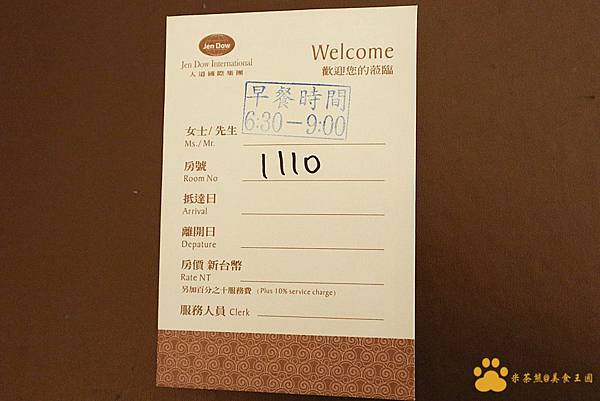 Jen Dow
Jen Dow International
人道國際集團
Welcome
歡迎您的蒞臨
早餐時間
6:30-9:00
女士/先生
Ms./ Mr.
房號
Room No
1110
抵達日
Arrival
離開日
Depature
房價 新台幣
Rate NT
另加百分之十服務費 (Plus 10% service charge)
服務人員 Clerk
米茶熊@美食王國